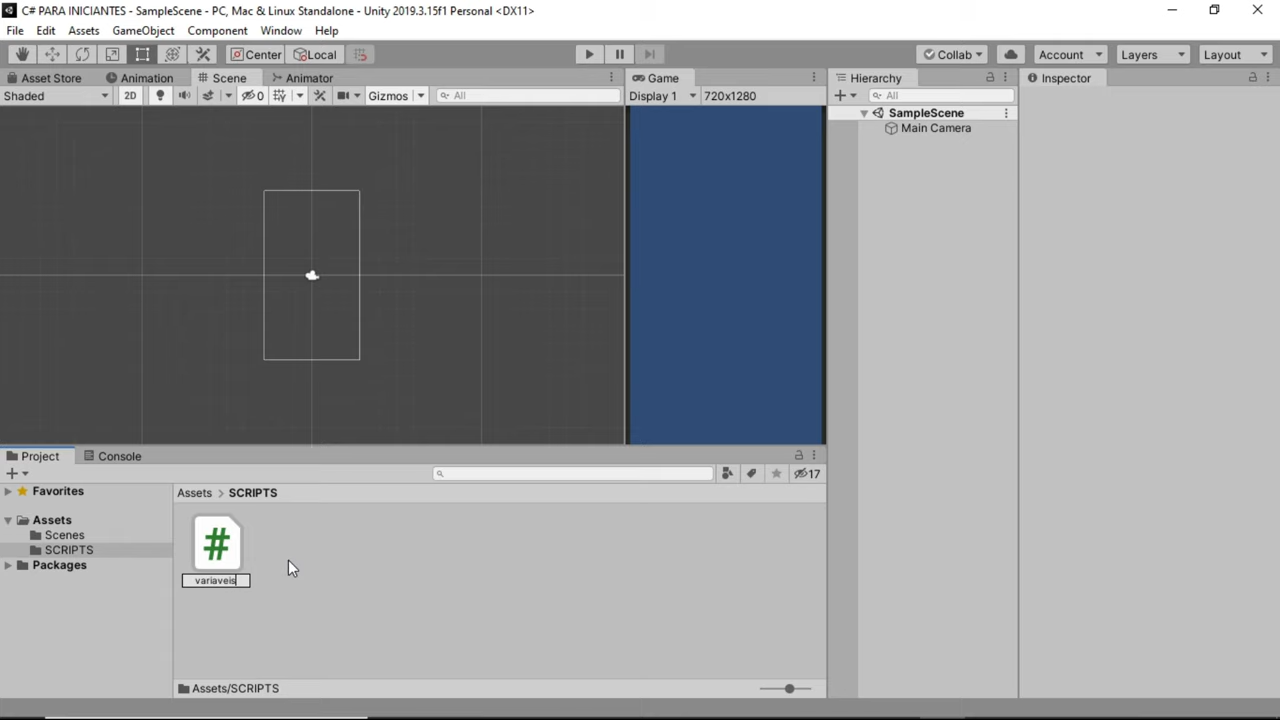 C# PARA INICIANTES - SampleScene - PC, Mac & Linux Standalone - Unity 2019.3.15f1 Personal <DX11>
File Edit Assets GameObject Component Window Help
Center Local Collab Account Layers Layout
Asset Store Animation Scene Animator Game Hierarchy Inspector
Shaded 2D 0 Gizmos All Display 1 720x1280 All
SampleScene
Main Camera
Project Console
17
Favorites Assets > SCRIPTS
Assets
Scenes
SCRIPTS
Packages
#
variaveis
Assets/SCRIPTS